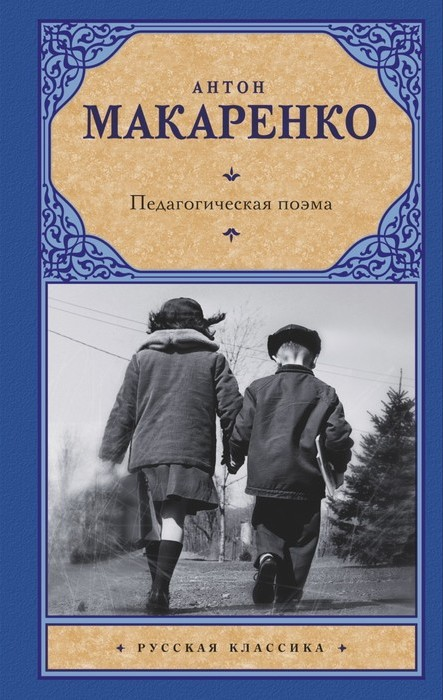 АНТОН
МАКАРЕНКО
Педагогическая поэма
РУССКАЯ КЛАССИКА